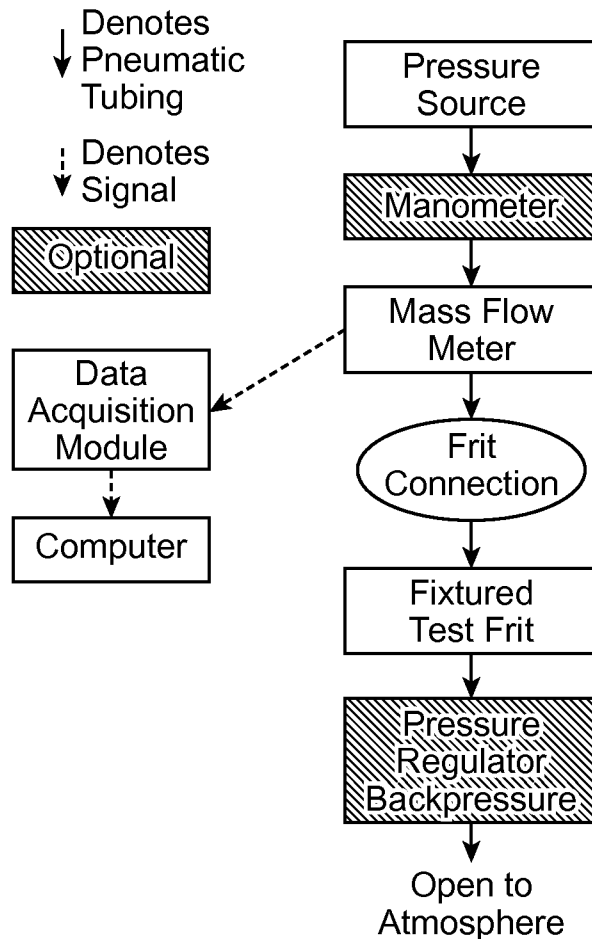 Denotes
Pneumatic
Tubing
Denotes
Signal
Optional
Data
Acquisition
Module
Computer
Pressure
Source
Manometer
Mass Flow
Meter
Frit
Connection
Fixtured
Test Frit
Pressure
Regulator
Backpressure
Open to
Atmosphere